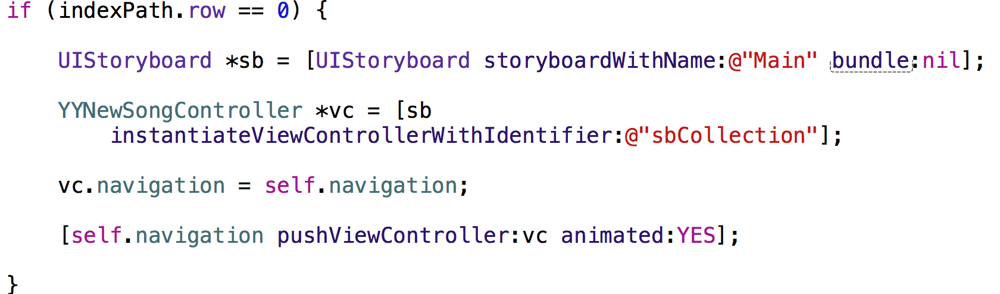 if (indexPath.row == 0) {
UIStoryboard *sb = [UIStoryboard storyboardWithName:@"Main" bundle:nil];
YYNewSongController *vc = [sb
instantiateViewControllerWithIdentifier:@"sbCollection"];
vc.navigation = self.navigation;
[self.navigation pushViewController:vc animated:YES];
}